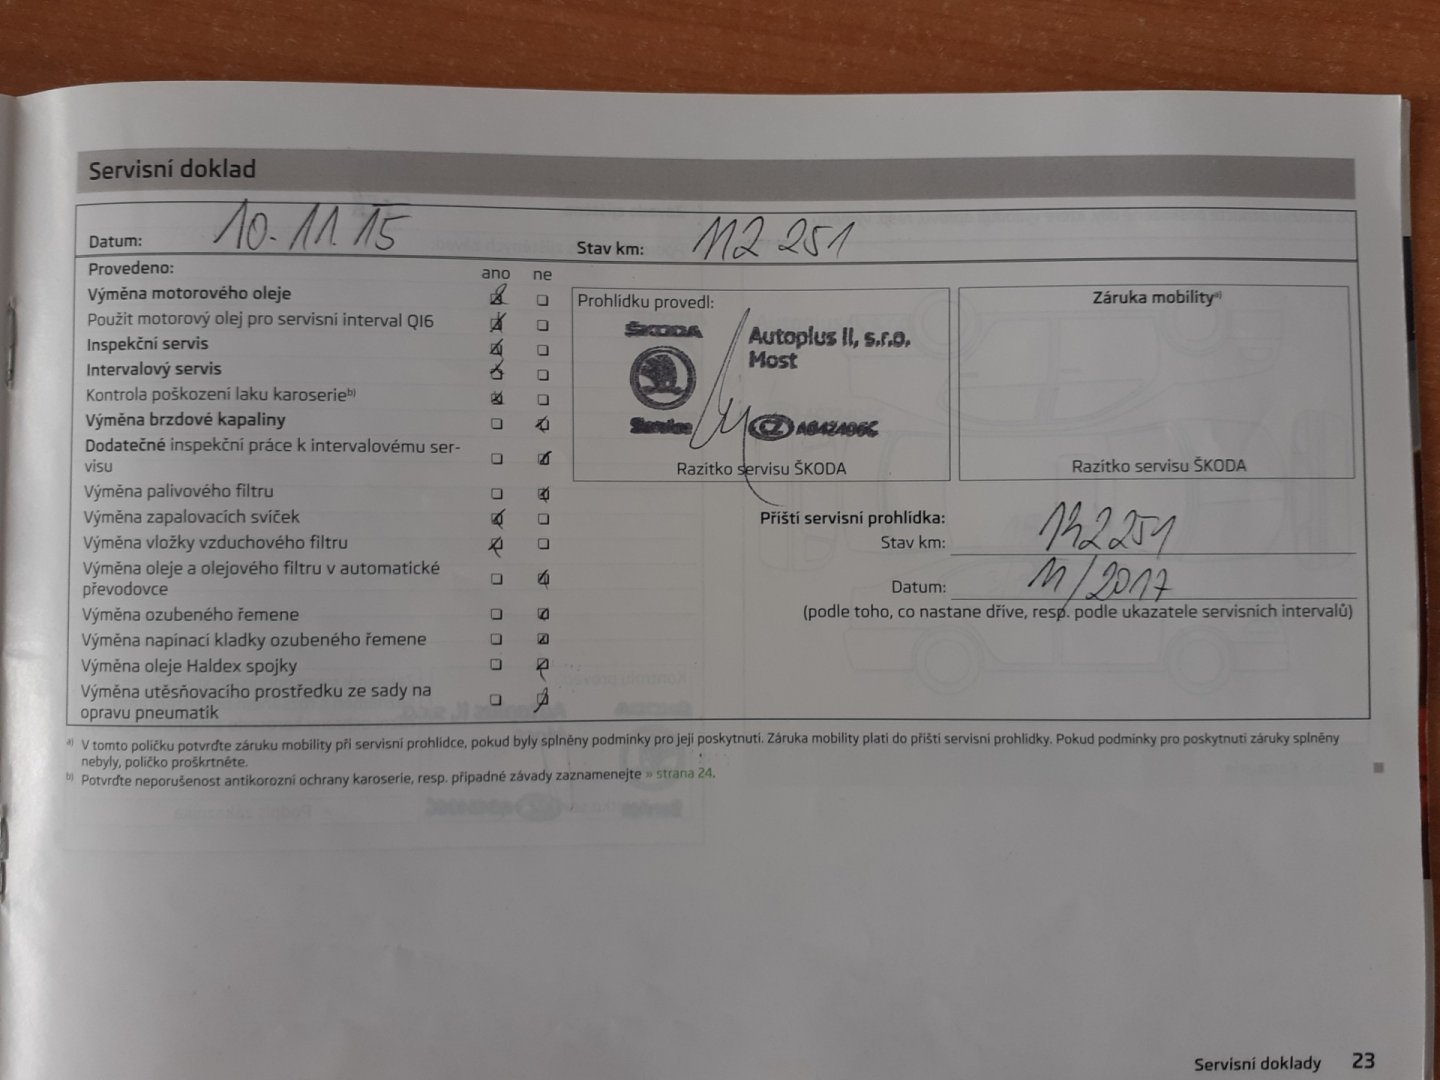 Servisní doklad
Datum: 10.11.15 Stav km: 112 251
Provedeno: ano ne
Výměna motorového oleje
Použit motorový olej pro servisní interval QI6
Inspekční servis
Intervalový servis
Kontrola poškození laku karoserieb)
Výměna brzdové kapaliny
Dodatečné inspekční práce k intervalovému ser-
visu
Výměna palivového filtru
Výměna zapalovacích svíček
Výměna vložky vzduchového filtru
Výměna oleje a olejového filtru v automatické
převodovce
Výměna ozubeného řemene
Výměna napínací kladky ozubeného řemene
Výměna oleje Haldex spojky
Výměna utěsňovacího prostředku ze sady na
opravu pneumatik
Prohlídku provedl:
ŠKODA
Autoplus II, s.r.o.
Most
Service
CZ
Razítko servisu ŠKODA
Záruka mobilitya)
Razítko servisu ŠKODA
Příští servisní prohlídka:
Stav km: 142 251
Datum: 11/2017
(podle toho, co nastane dříve, resp. podle ukazatele servisních intervalů)
a) V tomto políčku potvrďte záruku mobility při servisní prohlídce, pokud byly splněny podmínky pro její poskytnutí. Záruka mobility platí do příští servisní prohlídky. Pokud podmínky pro poskytnutí záruky splněny
nebyly, políčko proškrtněte.
b) Potvrďte neporušenost antikorozní ochrany karoserie, resp. případné závady zaznamenejte » strana 24.
Servisní doklady 23